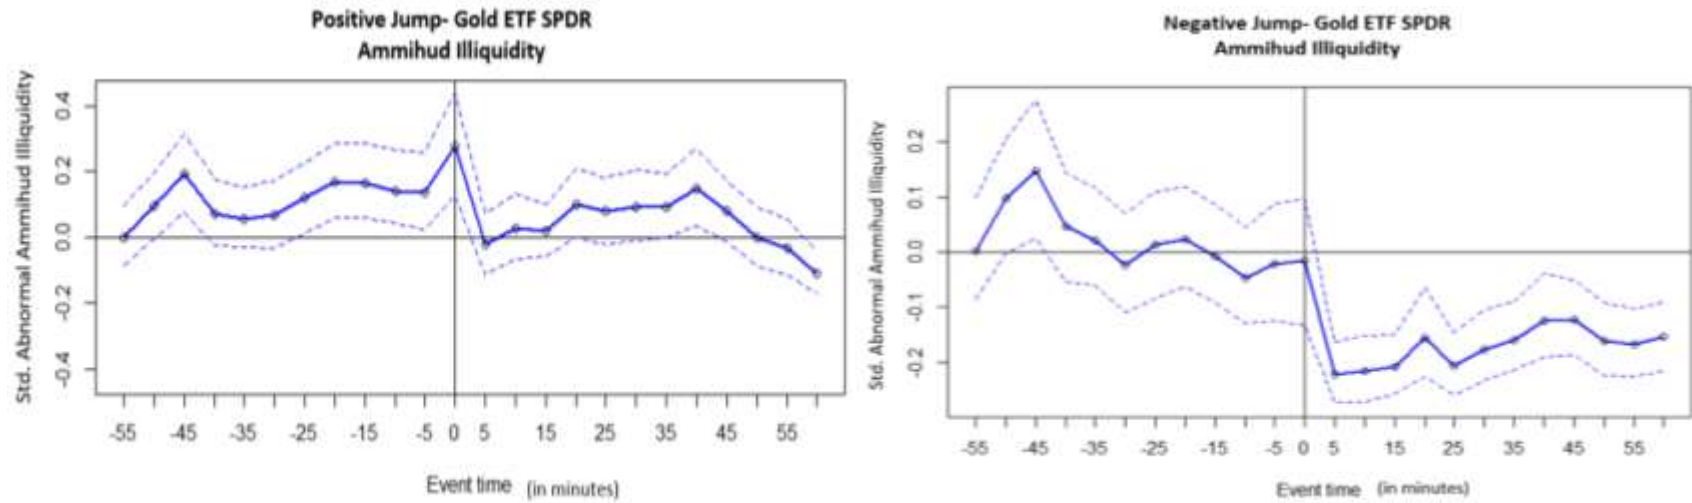 Positive Jump- Gold ETF SPDR
Ammihud Illiquidity
Std. Abnormal Ammihud Illiquidity
0.4
0.2
0.0
-0.2
-0.4
-55 -45 -35 -25 -15 -5 0 5 15 25 35 45 55
Event time (in minutes)
Negative Jump- Gold ETF SPDR
Ammihud Illiquidity
Std. Abnormal Ammihud Illiquidity
0.2
0.1
0.0
-0.1
-0.2
-55 -45 -35 -25 -15 -5 0 5 15 25 35 45 55
Event time (in minutes)